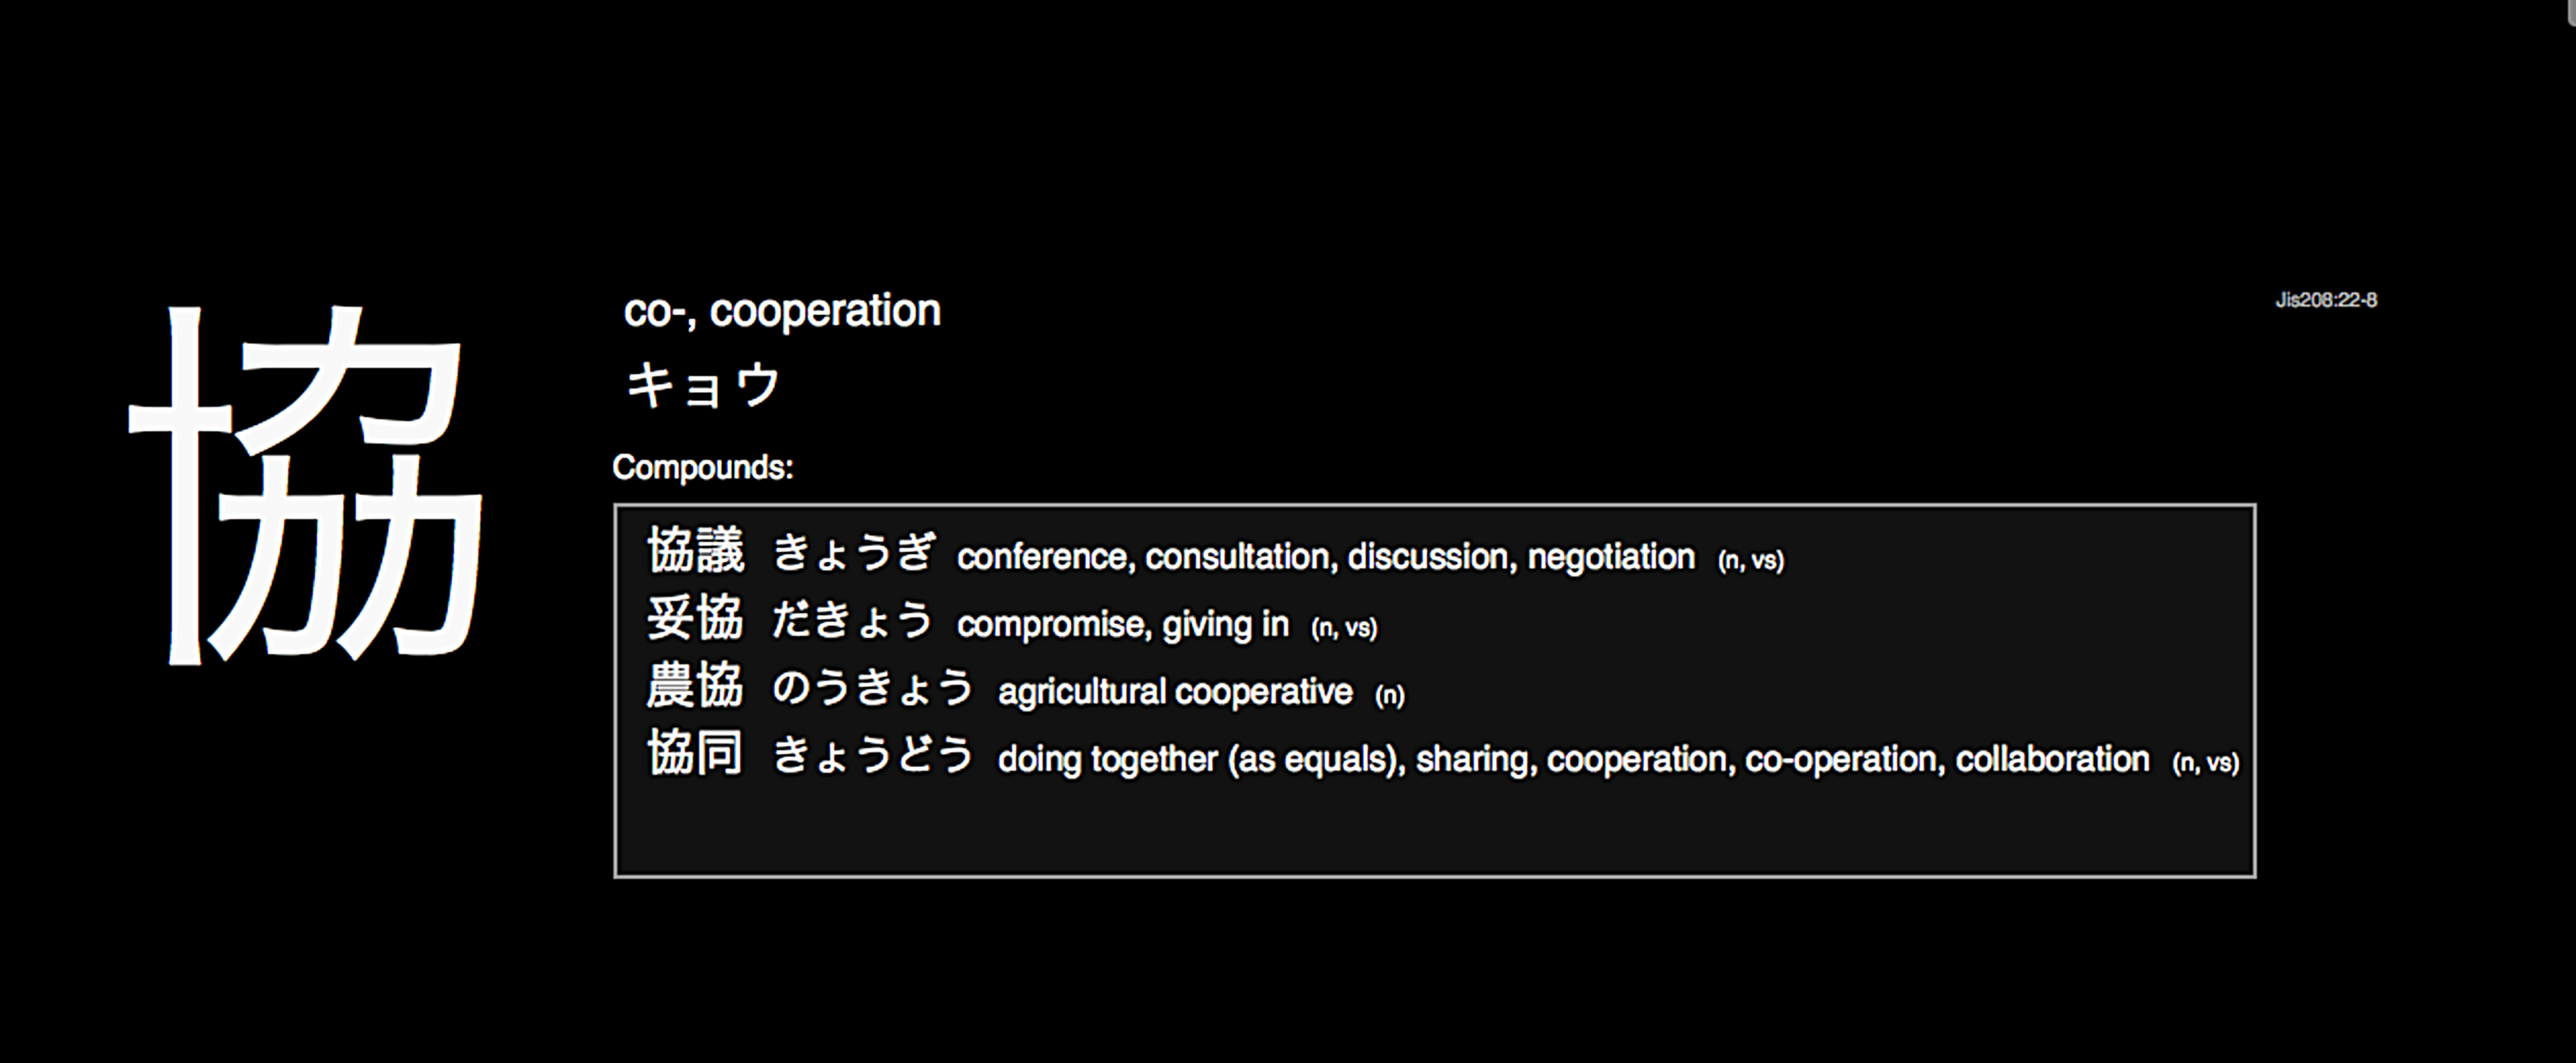 協
co-, cooperation
Jis208:22-8
キョウ
Compounds:
協議 きょうぎ conference, consultation, discussion, negotiation (n, vs)
妥協 だきょう compromise, giving in (n, vs)
農協 のうきょう agricultural cooperative (n)
協同 きょうどう doing together (as equals), sharing, cooperation, co-operation, collaboration (n, vs)